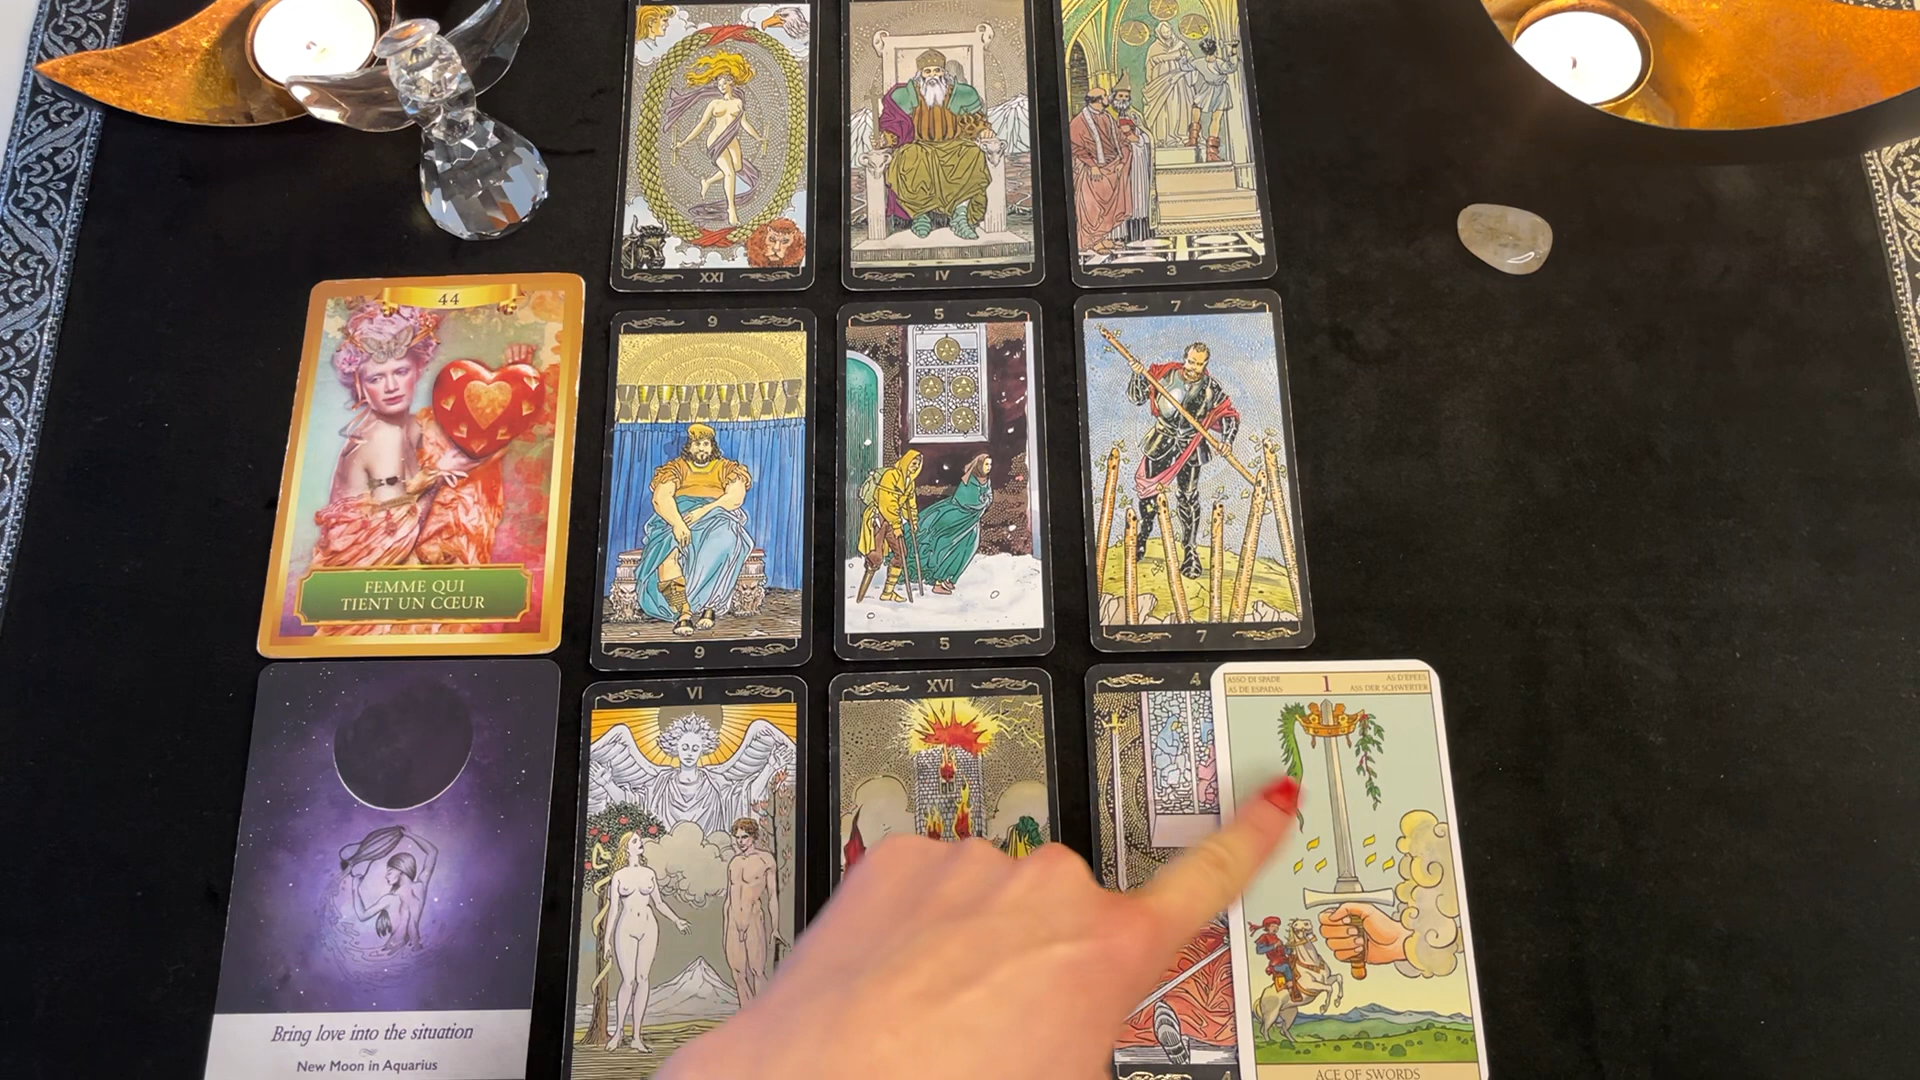 XXI
IV
3
44
FEMME QUI
TIENT UN CŒUR
9
9
5
5
7
7
Bring love into the situation
New Moon in Aquarius
VI
XVI
4
ASSO DI SPADE
AS DE ESPADAS
1
AS D'EPEES
ASS DER SCHWERTER
ACE OF SWORDS